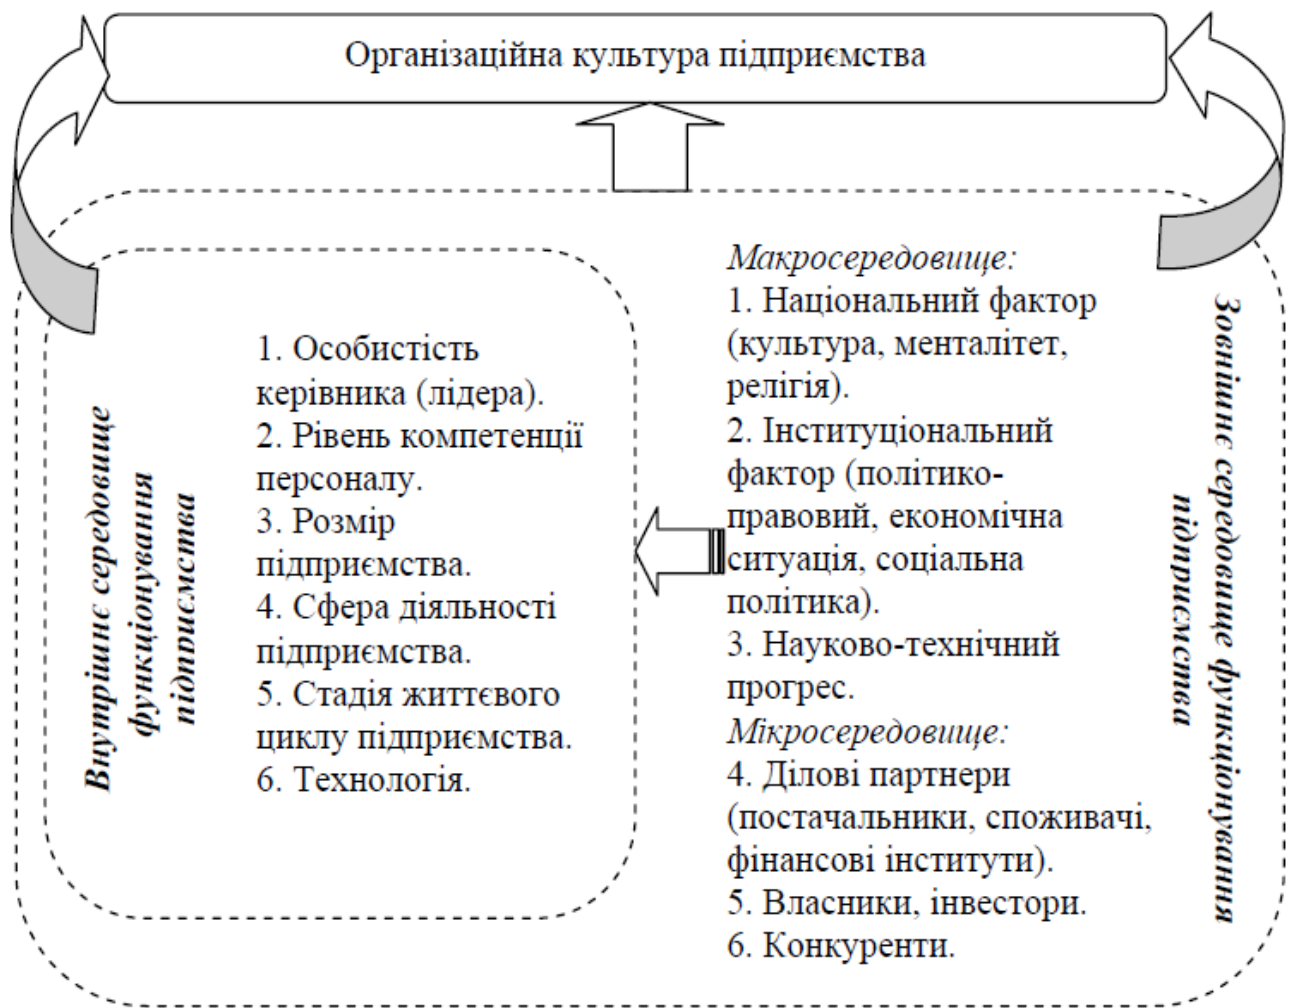 Організаційна культура підприємства
Внутрішнє середовище
функціонування
підприємства
1. Особистість
керівника (лідера).
2. Рівень компетенції
персоналу.
3. Розмір
підприємства.
4. Сфера діяльності
підприємства.
5. Стадія життєвого
циклу підприємства.
6. Технологія.
Макросередовище:
1. Національний фактор
(культура, менталітет,
релігія).
2. Інституціональний
фактор (політико-
правовий, економічна
ситуація, соціальна
політика).
3. Науково-технічний
прогрес.
Мікросередовище:
4. Ділові партнери
(постачальники, споживачі,
фінансові інститути).
5. Власники, інвестори.
6. Конкуренти.
Зовнішнє середовище функціонування
підприємства